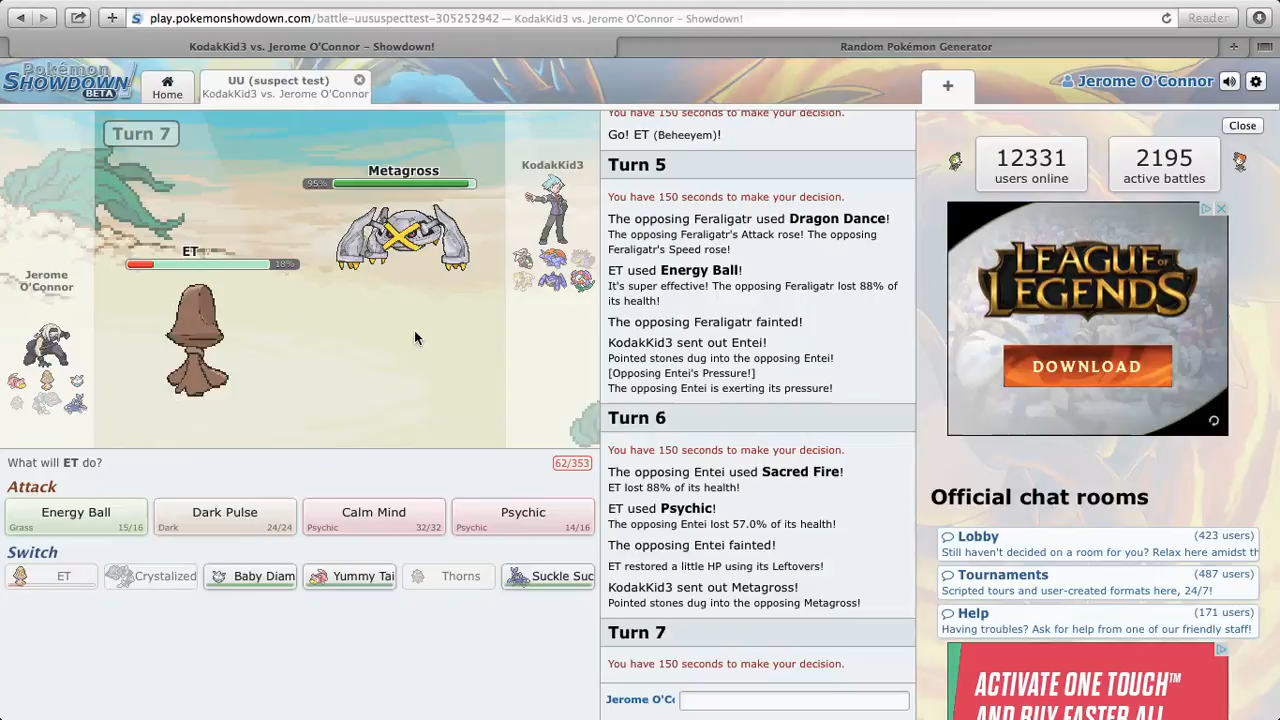 play.pokemonshowdown.com/battle-uususpecttest-305252942 — KodakKid3 vs. Jerome O'Connor – Showdown!
Reader
KodakKid3 vs. Jerome O'Connor – Showdown!
Random Pokémon Generator
Pokémon
SHOWDOWN
BETA
Home
UU (suspect test)
KodakKid3 vs. Jerome O'Connor
+
Jerome O'Connor
Turn 7
Metagross
95%
KodakKid3
ET
18%
Jerome
O'Connor
You have 150 seconds to make your decision.
Go! ET (Beheeyem)!
Turn 5
You have 150 seconds to make your decision.
The opposing Feraligatr used Dragon Dance!
The opposing Feraligatr's Attack rose! The opposing
Feraligatr's Speed rose!
ET used Energy Ball!
It's super effective! The opposing Feraligatr lost 88% of
its health!
The opposing Feraligatr fainted!
KodakKid3 sent out Entei!
Pointed stones dug into the opposing Entei!
[Opposing Entei's Pressure!]
The opposing Entei is exerting its pressure!
Turn 6
You have 150 seconds to make your decision.
The opposing Entei used Sacred Fire!
ET lost 88% of its health!
ET used Psychic!
The opposing Entei lost 57.0% of its health!
The opposing Entei fainted!
ET restored a little HP using its Leftovers!
KodakKid3 sent out Metagross!
Pointed stones dug into the opposing Metagross!
Turn 7
You have 150 seconds to make your decision.
Jerome O'Co
What will ET do?
62/353
Attack
Energy Ball
Grass 15/16
Dark Pulse
Dark 24/24
Calm Mind
Psychic 32/32
Psychic
Psychic 14/16
Switch
ET
Crystalized
Baby Diam
Yummy Tai
Thorns
Suckle Suc
Close
12331
users online
2195
active battles
LEAGUE OF
LEGENDS
DOWNLOAD
Official chat rooms
Lobby (423 users)
Still haven't decided on a room for you? Relax here amidst th
Tournaments (487 users)
Scripted tours and user-created formats here, 24/7!
Help (171 users)
Having troubles? Ask for help from one of our friendly staff!
ACTIVATE ONE TOUCH™
AND BUY FASTER ALL